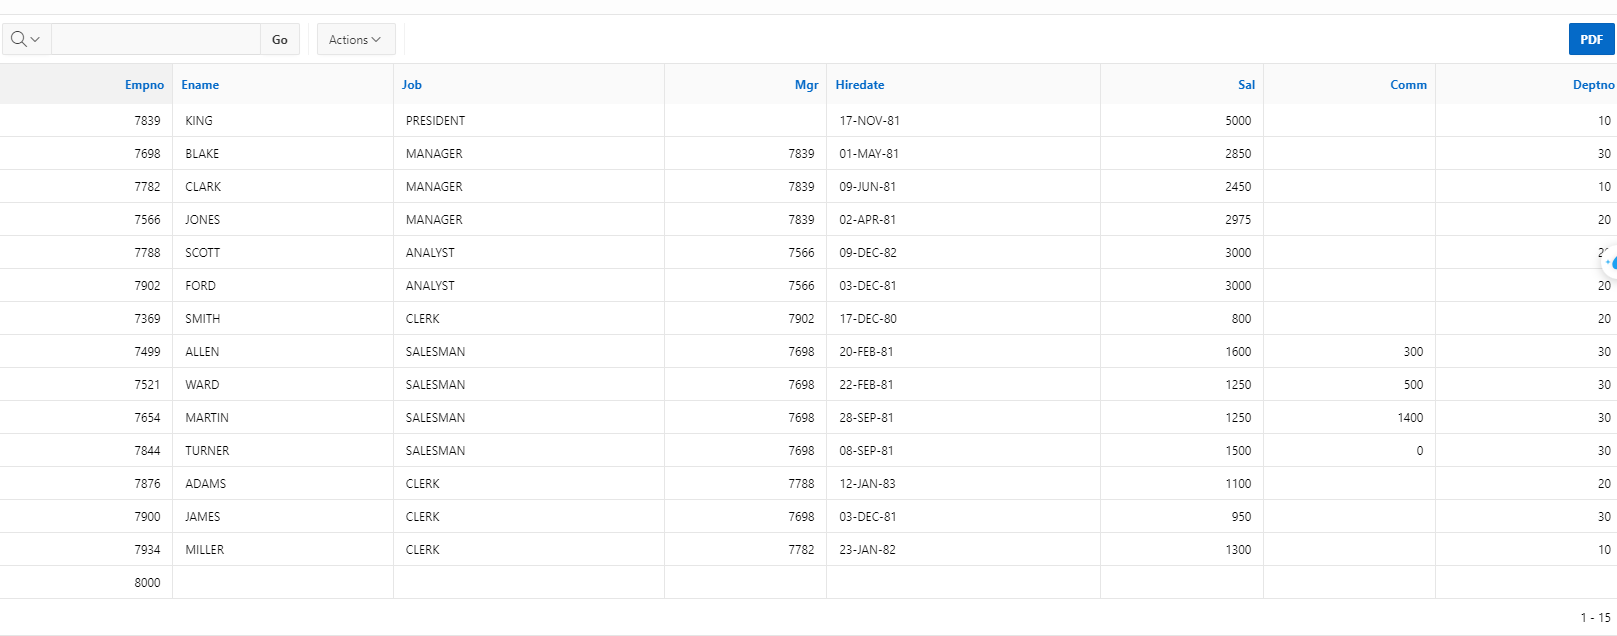 Go Actions PDF
Empno Ename Job Mgr Hiredate Sal Comm Deptno
7839 KING PRESIDENT 17-NOV-81 5000 10
7698 BLAKE MANAGER 7839 01-MAY-81 2850 30
7782 CLARK MANAGER 7839 09-JUN-81 2450 10
7566 JONES MANAGER 7839 02-APR-81 2975 20
7788 SCOTT ANALYST 7566 09-DEC-82 3000
7902 FORD ANALYST 7566 03-DEC-81 3000 20
7369 SMITH CLERK 7902 17-DEC-80 800 20
7499 ALLEN SALESMAN 7698 20-FEB-81 1600 300 30
7521 WARD SALESMAN 7698 22-FEB-81 1250 500 30
7654 MARTIN SALESMAN 7698 28-SEP-81 1250 1400 30
7844 TURNER SALESMAN 7698 08-SEP-81 1500 0 30
7876 ADAMS CLERK 7788 12-JAN-83 1100 20
7900 JAMES CLERK 7698 03-DEC-81 950 30
7934 MILLER CLERK 7782 23-JAN-82 1300 10
8000
1 - 15